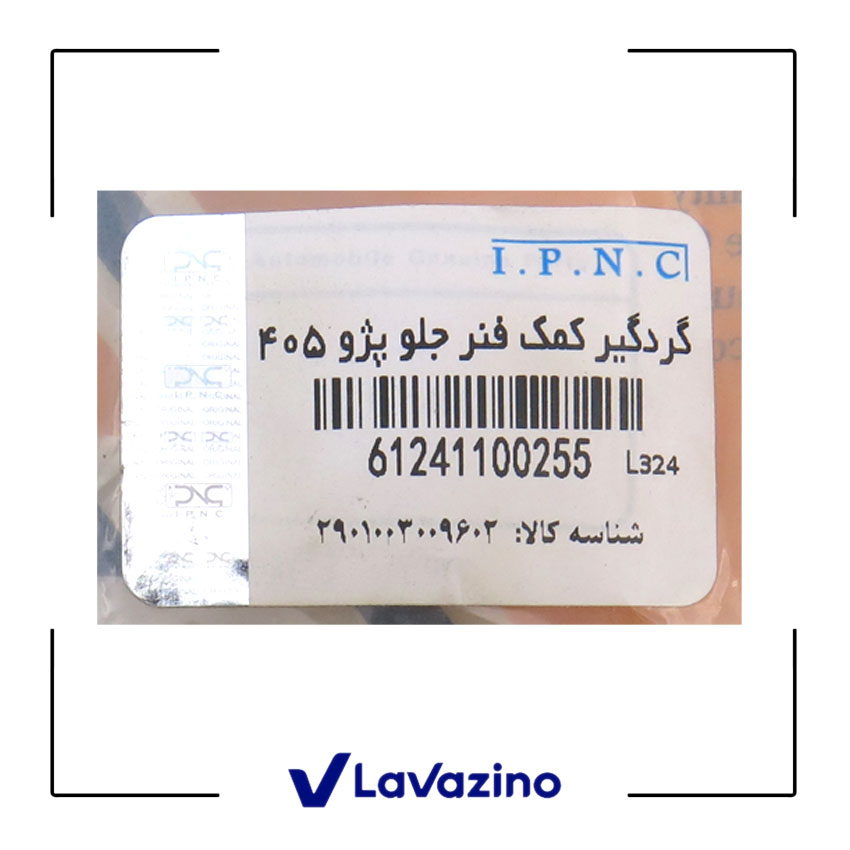 I.P.N.C
گردگیر کمک فنر جلو پژو ۴۰۵
61241100255 L324
شناسه کالا: ۲۹۰۱۰۰۳۰۰۹۶۰۲
LaVazino